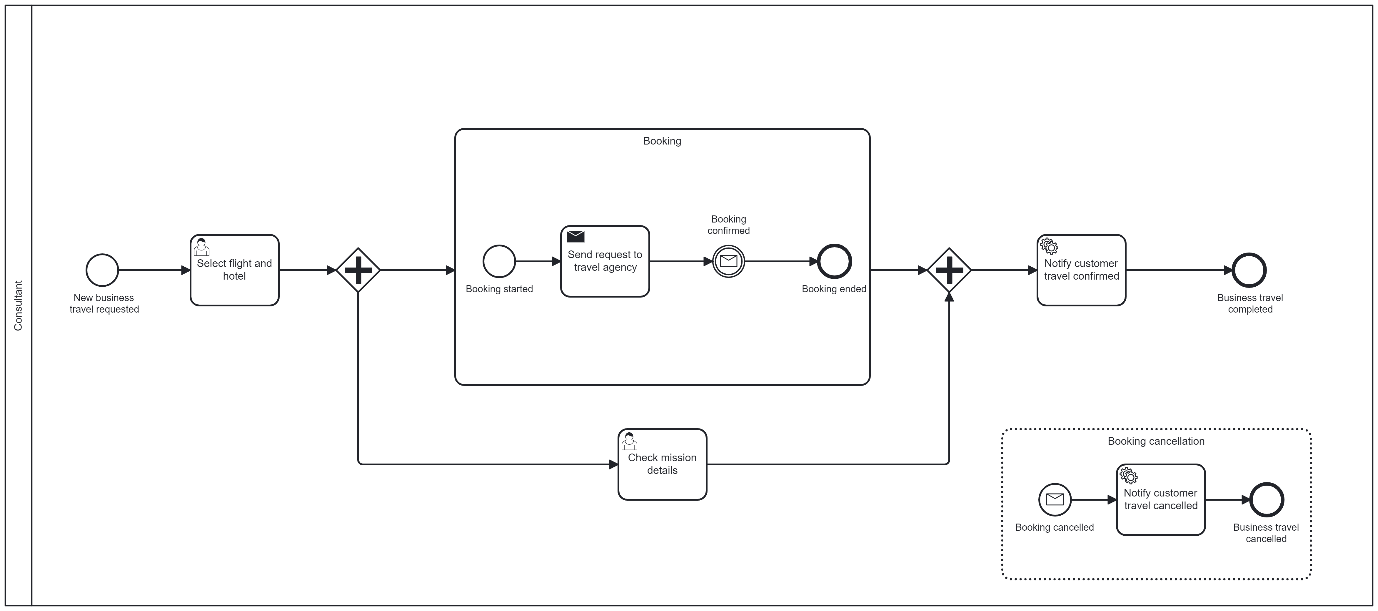 Consultant
New business
travel requested
Select flight and
hotel
Booking
Booking started
Send request to
travel agency
Booking
confirmed
Booking ended
Check mission
details
Notify customer
travel confirmed
Business travel
completed
Booking cancellation
Booking cancelled
Notify customer
travel cancelled
Business travel
cancelled